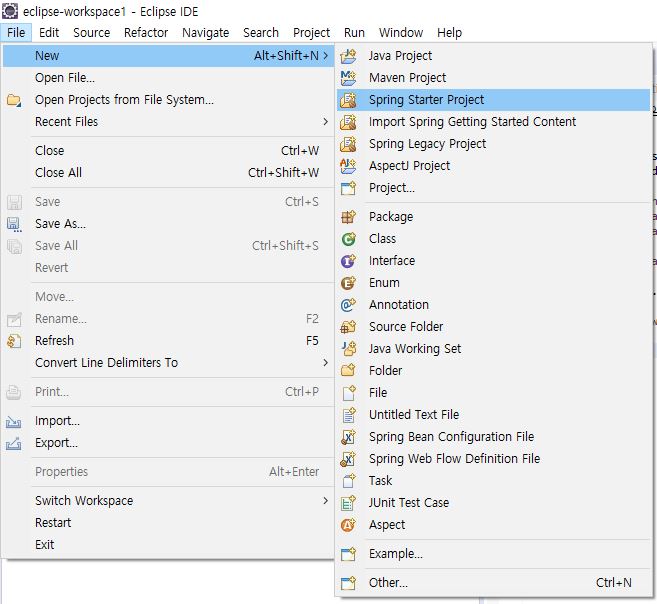 eclipse-workspace1 - Eclipse IDE
File Edit Source Refactor Navigate Search Project Run Window Help
New Alt+Shift+N >
Open File...
Open Projects from File System...
Recent Files >
Close Ctrl+W
Close All Ctrl+Shift+W
Save Ctrl+S
Save As...
Save All Ctrl+Shift+S
Revert
Move...
Rename... F2
Refresh F5
Convert Line Delimiters To >
Print... Ctrl+P
Import...
Export...
Properties Alt+Enter
Switch Workspace >
Restart
Exit
Java Project
Maven Project
Spring Starter Project
Import Spring Getting Started Content
Spring Legacy Project
AspectJ Project
Project...
Package
Class
Interface
Enum
Annotation
Source Folder
Java Working Set
Folder
File
Untitled Text File
Spring Bean Configuration File
Spring Web Flow Definition File
Task
JUnit Test Case
Aspect
Example...
Other... Ctrl+N